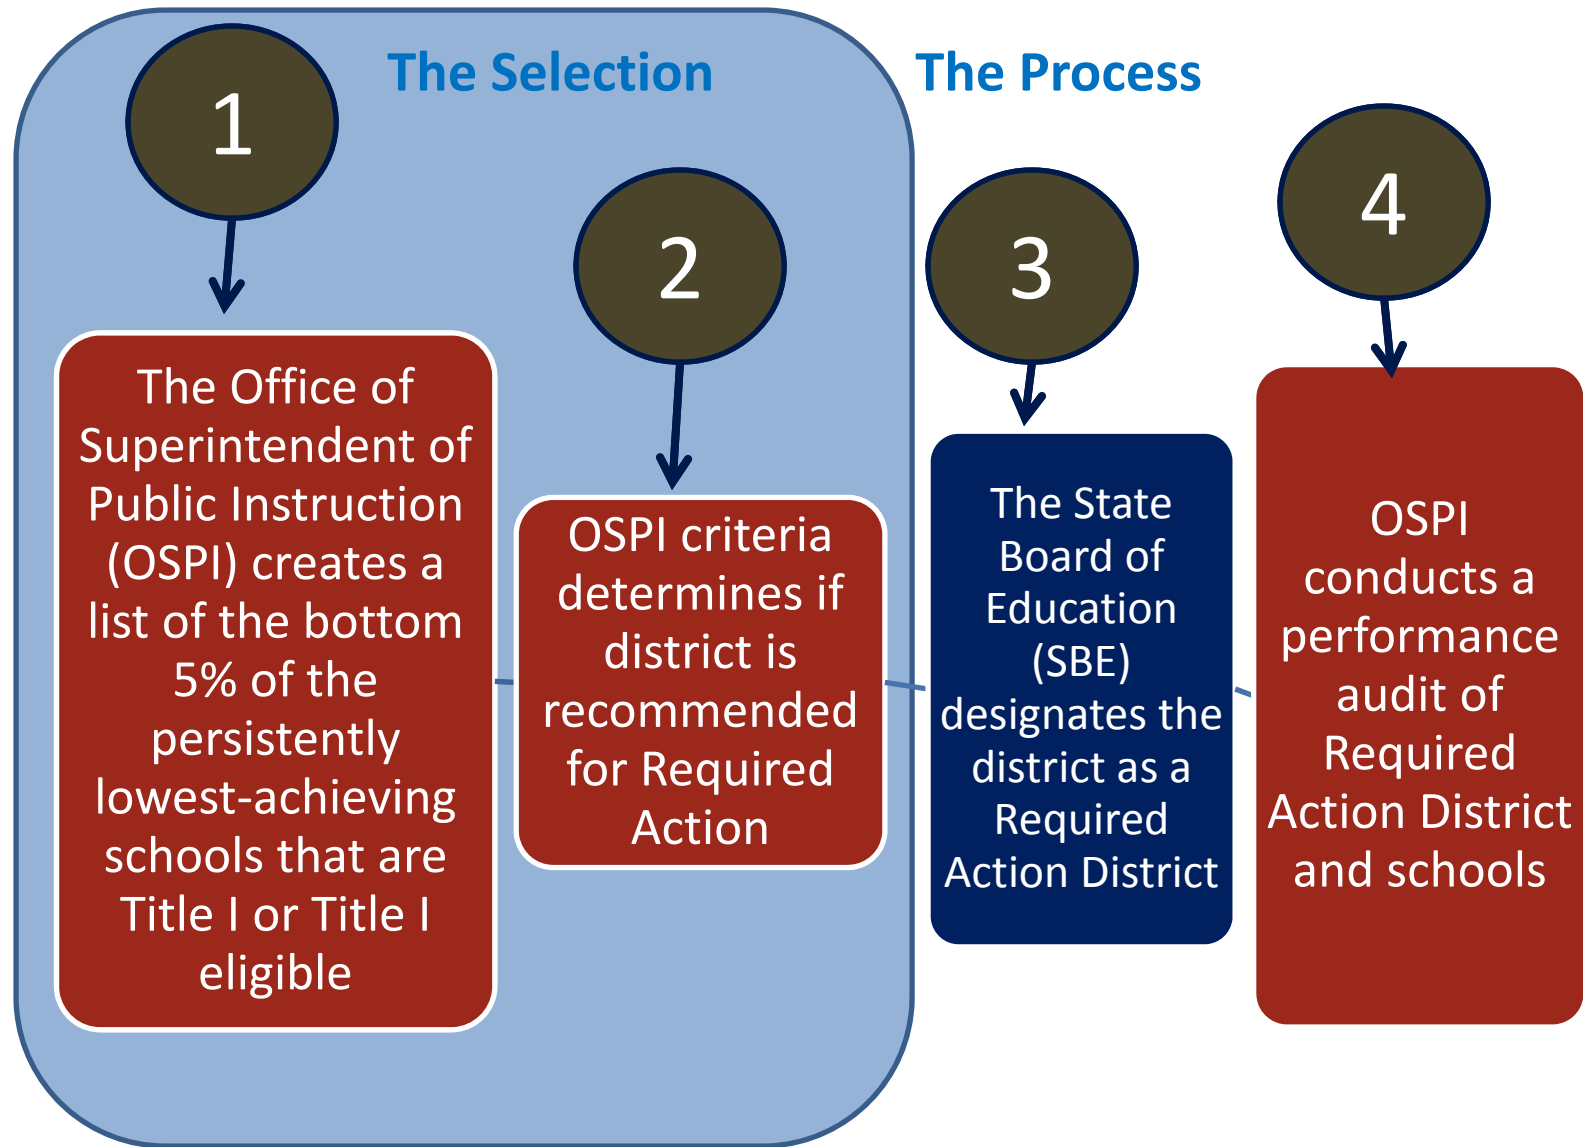 The Selection
The Process
1
The Office of
Superintendent of
Public Instruction
(OSPI) creates a
list of the bottom
5% of the
persistently
lowest-achieving
schools that are
Title I or Title I
eligible
2
OSPI criteria
determines if
district is
recommended
for Required
Action
3
The State
Board of
Education
(SBE)
designates the
district as a
Required
Action District
4
OSPI
conducts a
performance
audit of
Required
Action District
and schools